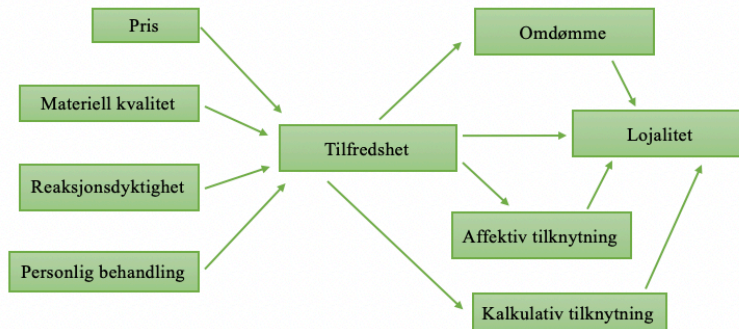 Pris
Omdømme
Materiell kvalitet
Lojalitet
Tilfredshet
Reaksjonsdyktighet
Affektiv tilknytning
Personlig behandling
Kalkulativ tilknytning